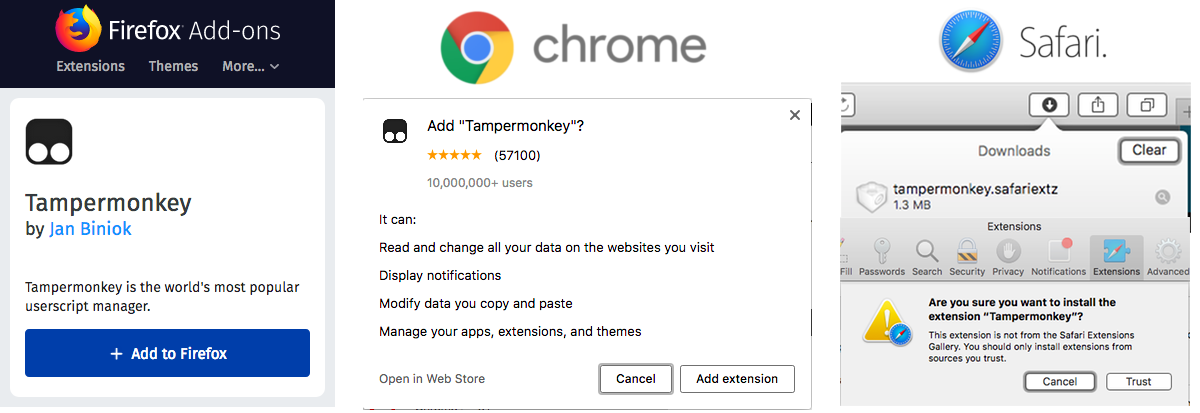 Firefox Add-ons
Extensions Themes More...
Tampermonkey
by Jan Biniok
Tampermonkey is the world's most popular
userscript manager.
+ Add to Firefox
chrome
Add "Tampermonkey"?
(57100)
10,000,000+ users
It can:
Read and change all your data on the websites you visit
Display notifications
Modify data you copy and paste
Manage your apps, extensions, and themes
Open in Web Store
Cancel
Add extension
Safari.
Downloads
Clear
tampermonkey.safariextz
1.3 MB
Extensions
Fill Passwords Search Security Privacy Notifications Extensions Advanced
Are you sure you want to install the
extension “Tampermonkey”?
This extension is not from the Safari Extensions
Gallery. You should only install extensions from
sources you trust.
Cancel
Trust